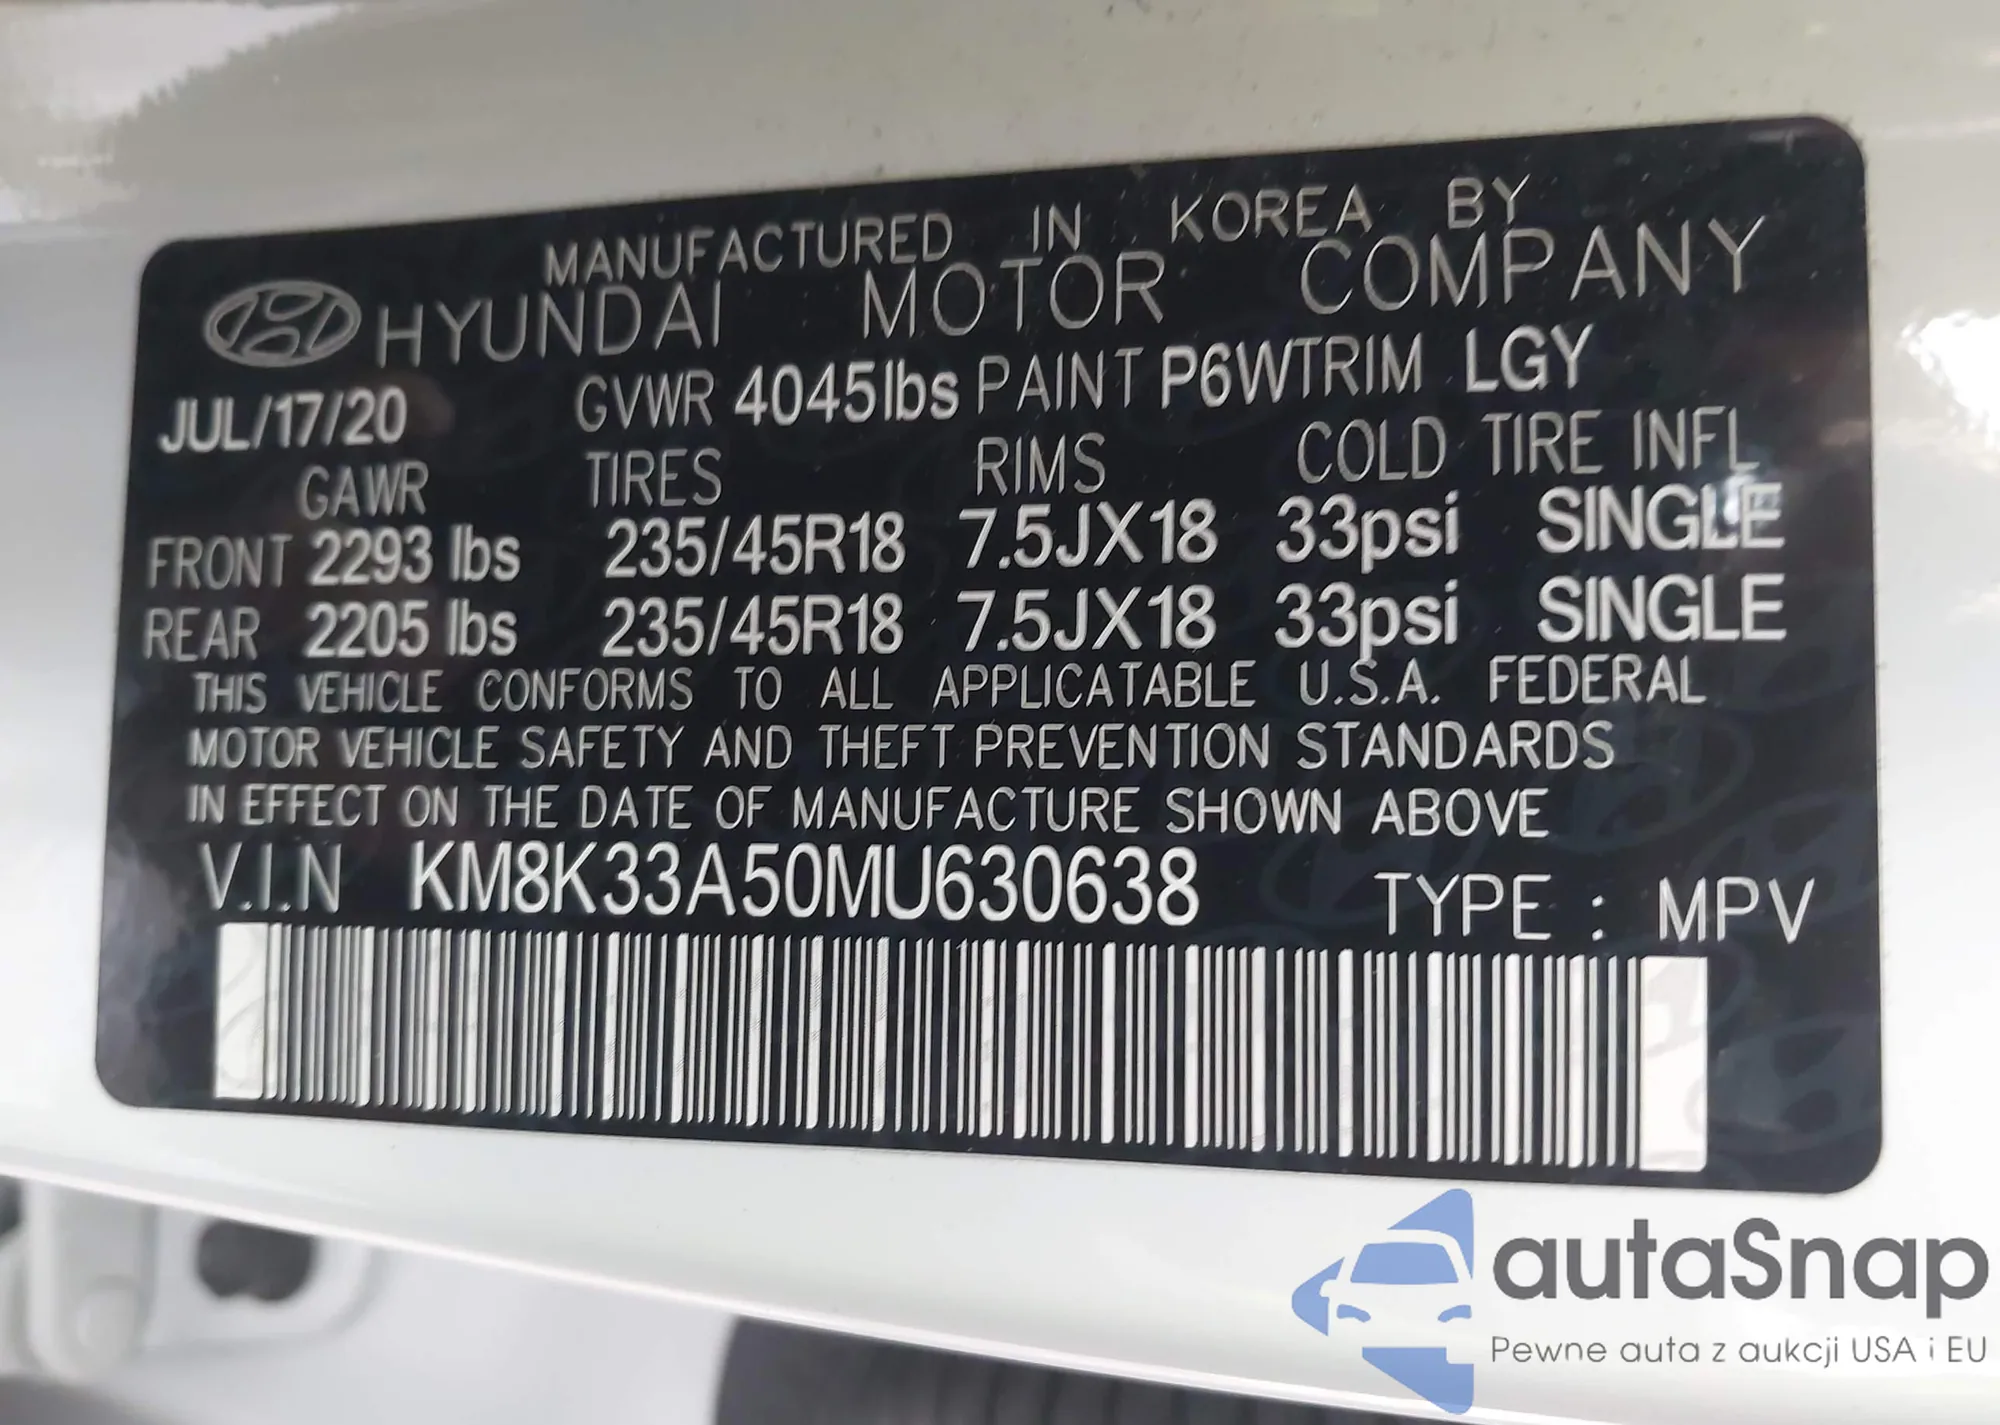 MANUFACTURED IN KOREA BY
HYUNDAI MOTOR COMPANY
JUL/17/20 GVWR 4045lbs PAINT P6W TRIM LGY
GAWR TIRES RIMS COLD TIRE INFL
FRONT 2293 lbs 235/45R18 7.5JX18 33psi SINGLE
REAR 2205 lbs 235/45R18 7.5JX18 33psi SINGLE
THIS VEHICLE CONFORMS TO ALL APPLICATABLE U.S.A. FEDERAL
MOTOR VEHICLE SAFETY AND THEFT PREVENTION STANDARDS
IN EFFECT ON THE DATE OF MANUFACTURE SHOWN ABOVE
V.I.N KM8K33A50MU630638 TYPE : MPV
autaSnap
Pewne auta z aukcji USA i EU